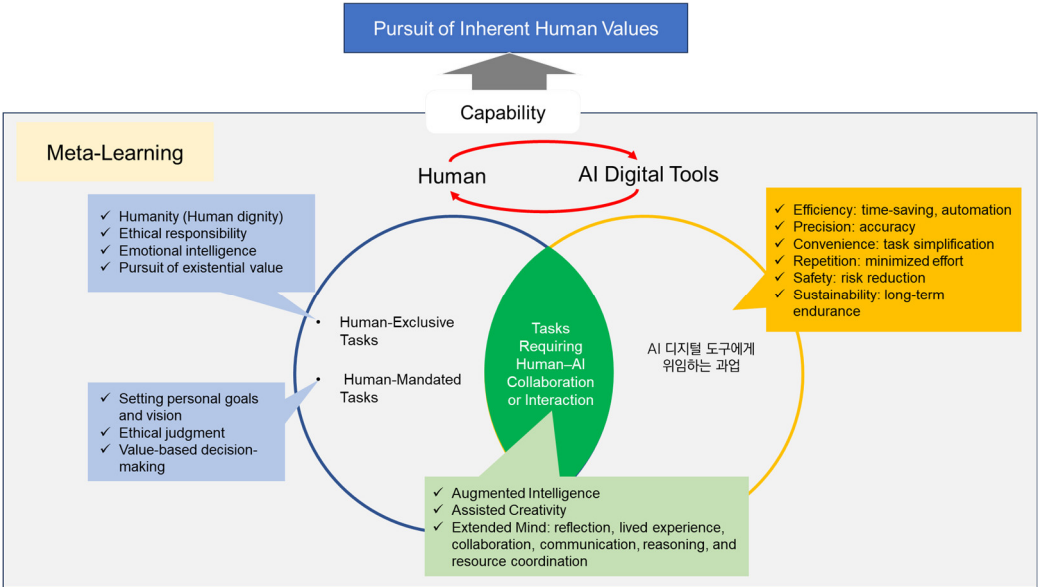 Pursuit of Inherent Human Values
Capability
Meta-Learning
Human
AI Digital Tools
✓ Humanity (Human dignity)
✓ Ethical responsibility
✓ Emotional intelligence
✓ Pursuit of existential value
✓ Efficiency: time-saving, automation
✓ Precision: accuracy
✓ Convenience: task simplification
✓ Repetition: minimized effort
✓ Safety: risk reduction
✓ Sustainability: long-term
endurance
• Human-Exclusive
Tasks
• Human-Mandated
Tasks
Tasks
Requiring
Human–AI
Collaboration
or Interaction
AI 디지털 도구에게
위임하는 과업
✓ Setting personal goals
and vision
✓ Ethical judgment
✓ Value-based decision-
making
✓ Augmented Intelligence
✓ Assisted Creativity
✓ Extended Mind: reflection, lived experience,
collaboration, communication, reasoning, and
resource coordination